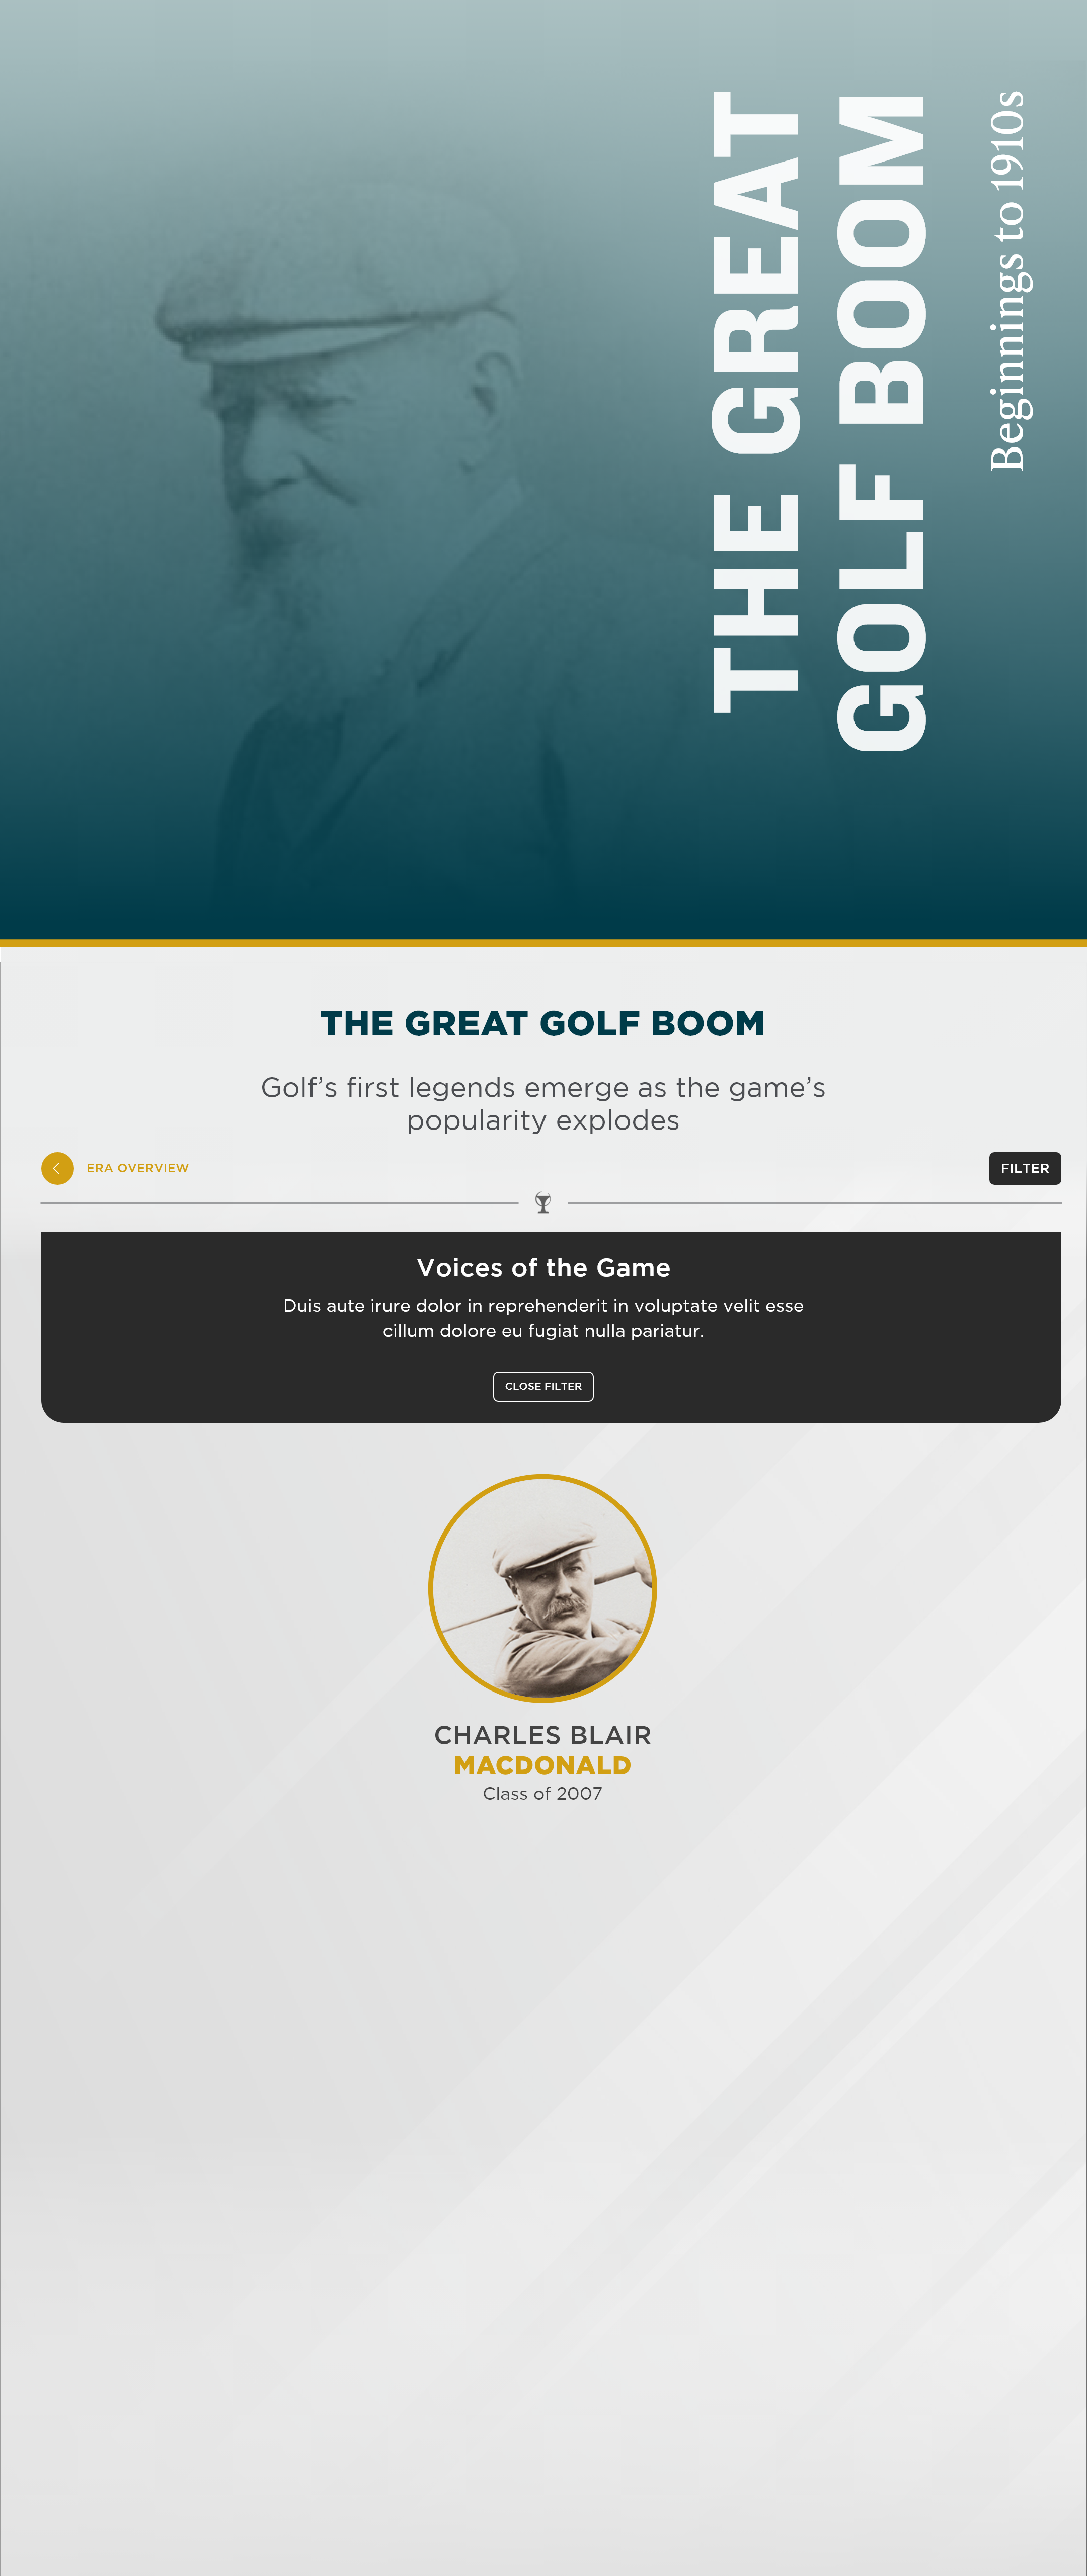 THE GREAT
GOLF BOOM
Beginnings to 1910s
THE GREAT GOLF BOOM
Golf’s first legends emerge as the game’s
popularity explodes
ERA OVERVIEW
FILTER
Voices of the Game
Duis aute irure dolor in reprehenderit in voluptate velit esse
cillum dolore eu fugiat nulla pariatur.
CLOSE FILTER
CHARLES BLAIR
MACDONALD
Class of 2007